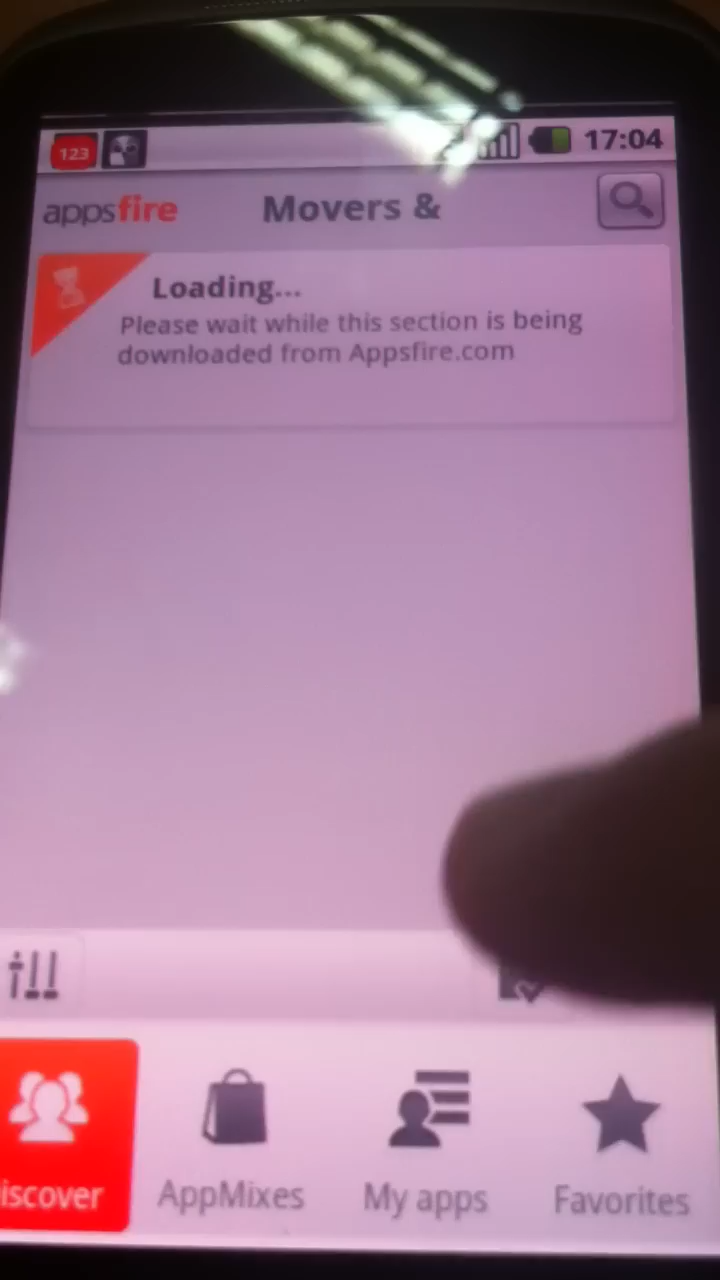 123
17:04
appsfire
Movers &
Loading...
Please wait while this section is being
downloaded from Appsfire.com
iscover
AppMixes
My apps
Favorites